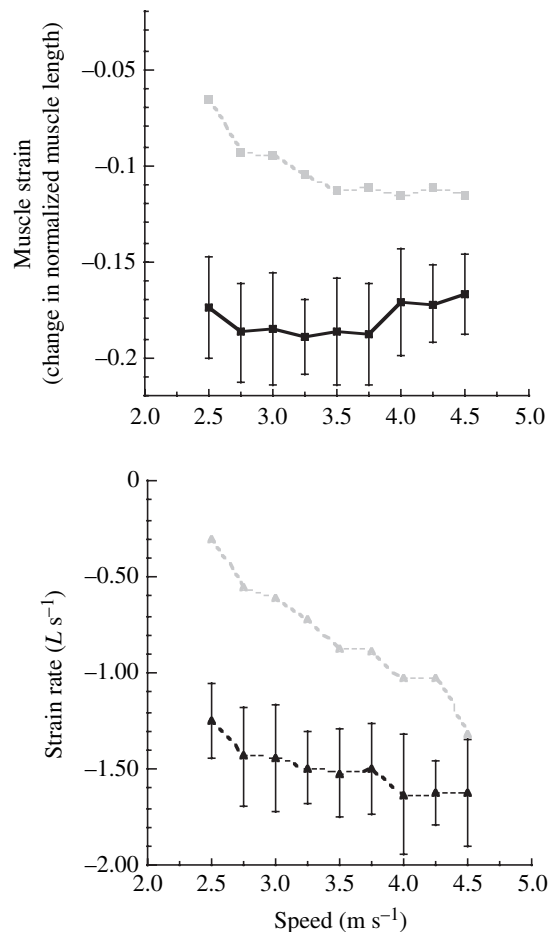 Muscle strain
(change in normalized muscle length)
−0.05
−0.1
−0.15
−0.2
2.0 2.5 3.0 3.5 4.0 4.5 5.0
Strain rate (L s−1)
0
−0.50
−1.00
−1.50
−2.00
2.0 2.5 3.0 3.5 4.0 4.5 5.0
Speed (m s−1)